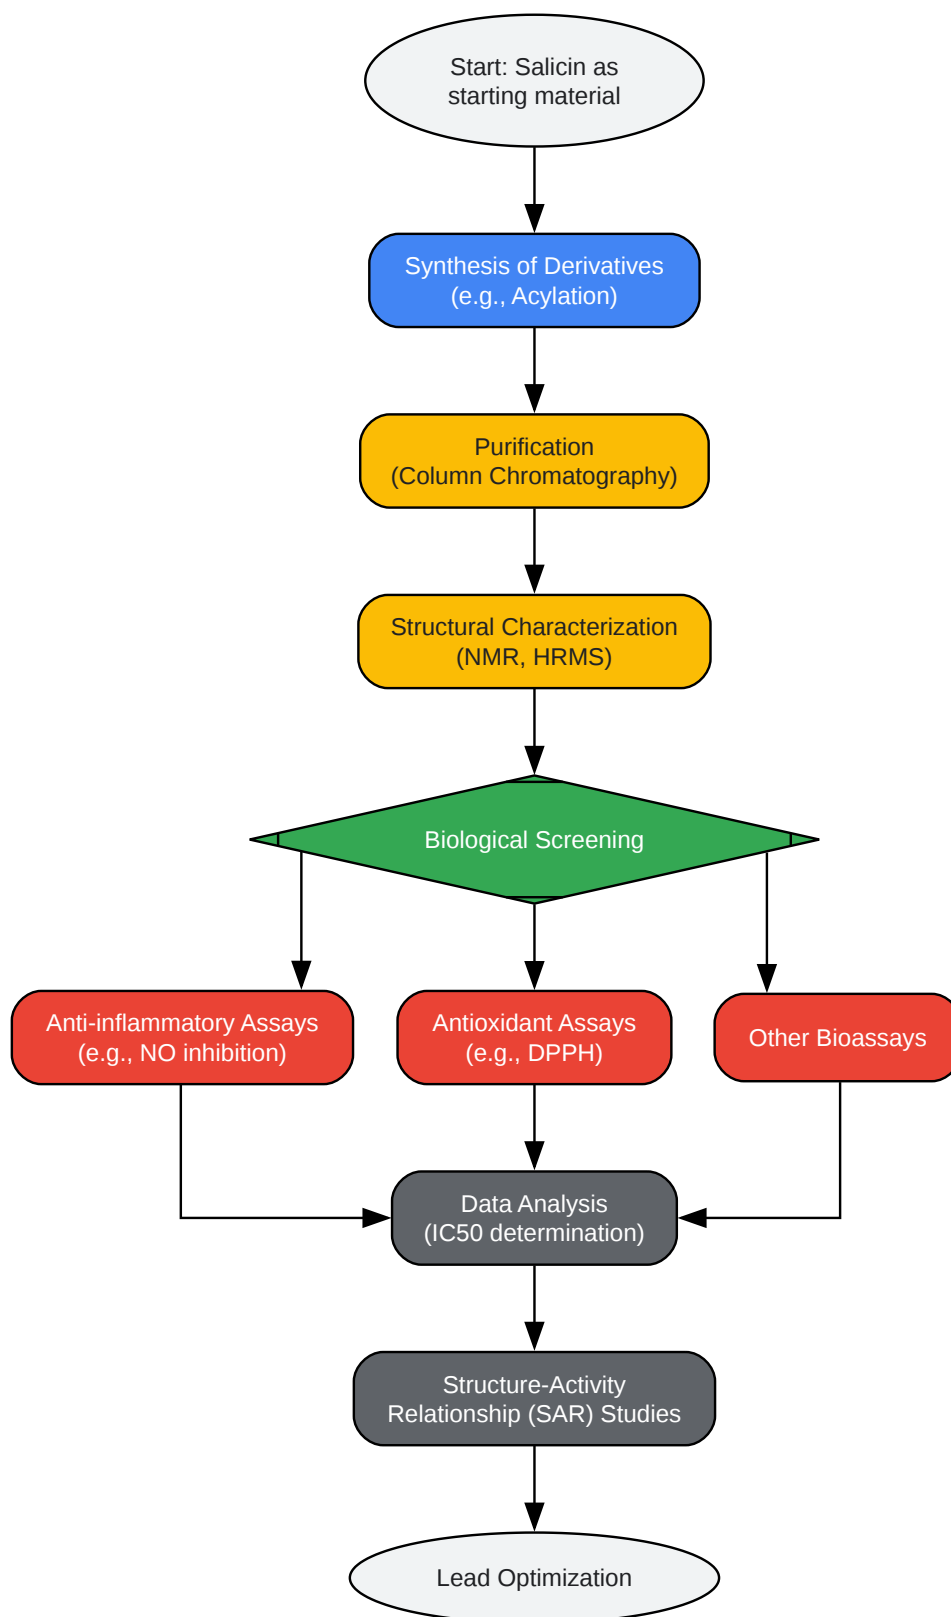 Start: Salicin as
starting material
Synthesis of Derivatives
(e.g., Acylation)
Purification
(Column Chromatography)
Structural Characterization
(NMR, HRMS)
Biological Screening
Anti-inflammatory Assays
(e.g., NO inhibition)
Antioxidant Assays
(e.g., DPPH)
Other Bioassays
Data Analysis
(IC50 determination)
Structure-Activity
Relationship (SAR) Studies
Lead Optimization